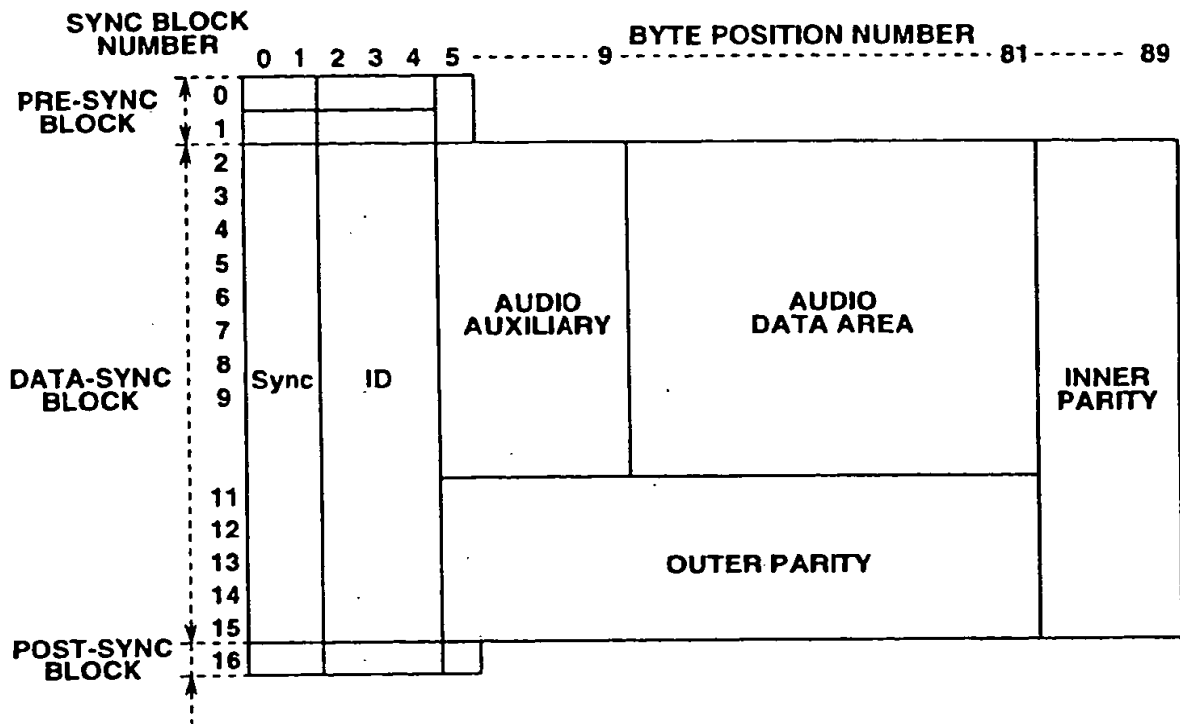 SYNC BLOCK
NUMBER
BYTE POSITION NUMBER
0 1 2 3 4 5 9 81 89
PRE-SYNC
BLOCK
0
1
DATA-SYNC
BLOCK
2
3
4
5
6
7
8
9
11
12
13
14
15
Sync
ID
AUDIO
AUXILIARY
AUDIO
DATA AREA
INNER
PARITY
OUTER PARITY
POST-SYNC
BLOCK
16